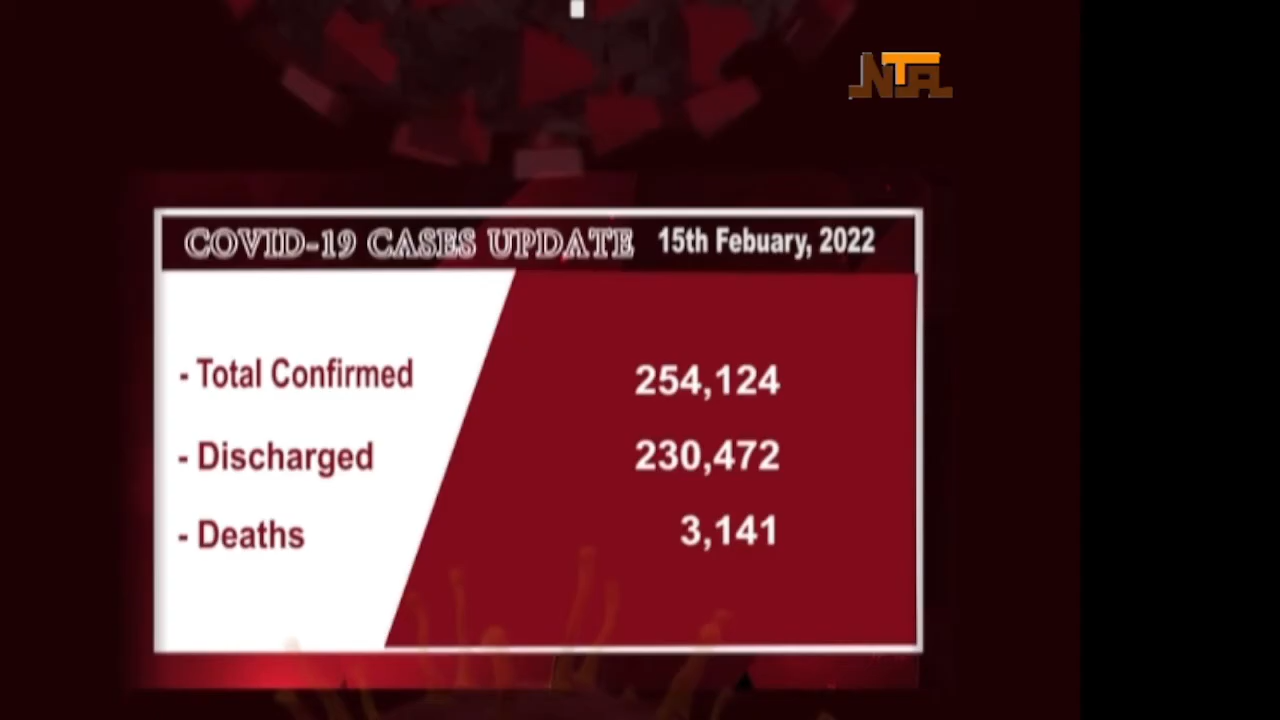 NTA
COVID-19 CASES UPDATE 15th Febuary, 2022
- Total Confirmed 254,124
- Discharged 230,472
- Deaths 3,141